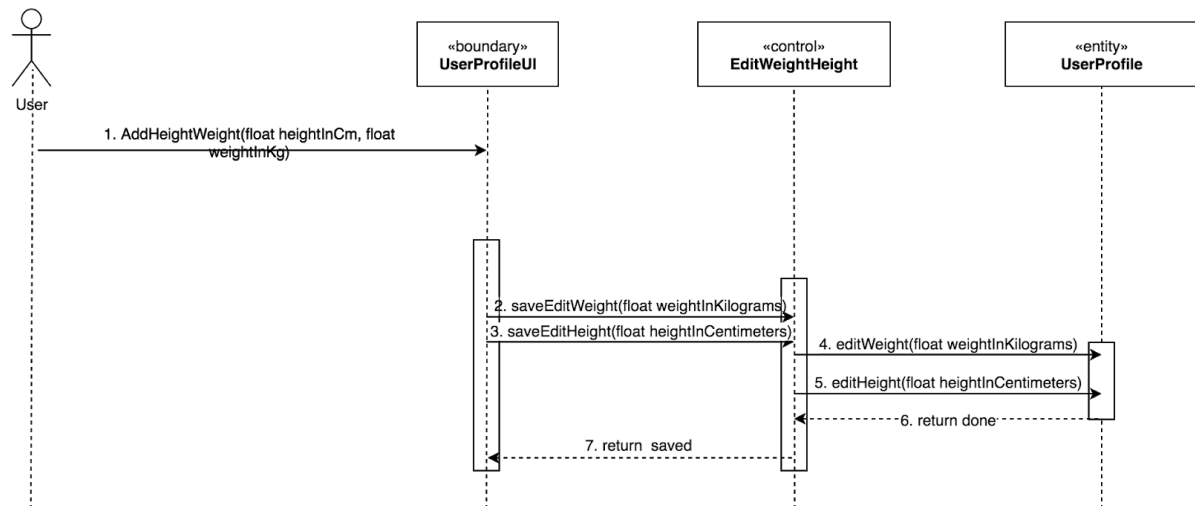 «boundary»
UserProfileUI
«control»
EditWeightHeight
«entity»
UserProfile
User
1. AddHeightWeight(float heightInCm, float
weightInKg)
2. saveEditWeight(float weightInKilograms)
3. saveEditHeight(float heightInCentimeters)
4. editWeight(float weightInKilograms)
5. editHeight(float heightInCentimeters)
6. return done
7. return saved